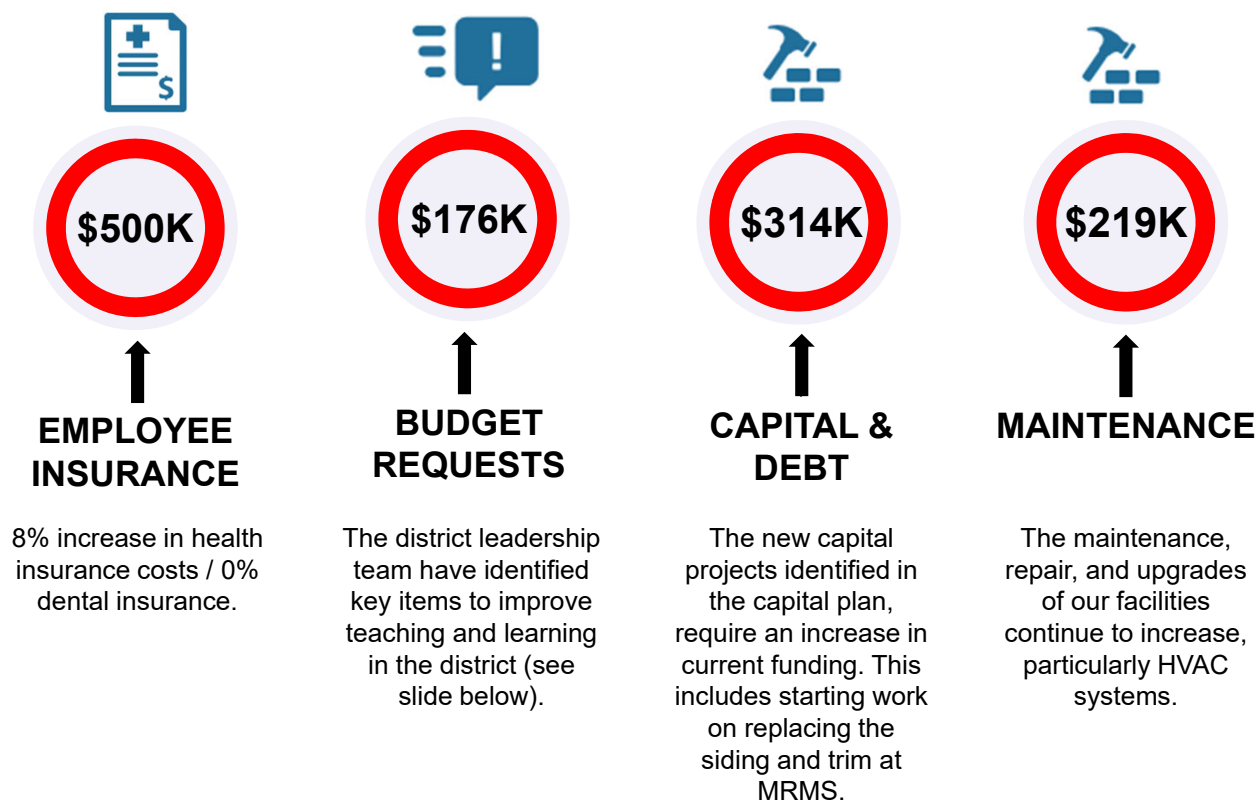 $
!
$500K
EMPLOYEE
INSURANCE
8% increase in health
insurance costs / 0%
dental insurance.
$176K
BUDGET
REQUESTS
The district leadership
team have identified
key items to improve
teaching and learning
in the district (see
slide below).
$314K
CAPITAL &
DEBT
The new capital
projects identified in
the capital plan,
require an increase in
current funding. This
includes starting work
on replacing the
siding and trim at
MRMS.
$219K
MAINTENANCE
The maintenance,
repair, and upgrades
of our facilities
continue to increase,
particularly HVAC
systems.